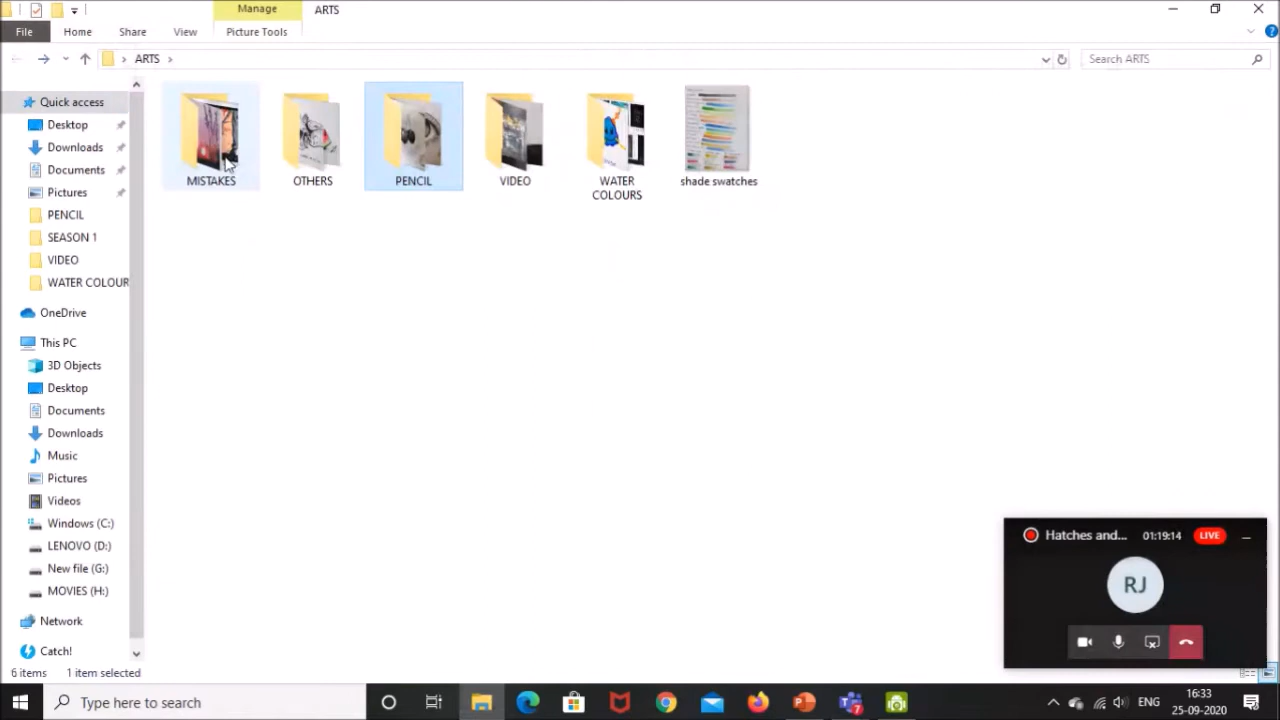 Manage
ARTS
File
Home
Share
View
Picture Tools
ARTS
Search ARTS
Quick access
Desktop
Downloads
Documents
Pictures
PENCIL
SEASON 1
VIDEO
WATER COLOUR
OneDrive
This PC
3D Objects
Desktop
Documents
Downloads
Music
Pictures
Videos
Windows (C:)
LENOVO (D:)
New file (G:)
MOVIES (H:)
Network
Catch!
MISTAKES
OTHERS
PENCIL
VIDEO
WATER
COLOURS
shade swatches
Hatches and...
01:19:14
LIVE
RJ
6 items
1 item selected
Type here to search
7
ENG
16:33
25-09-2020